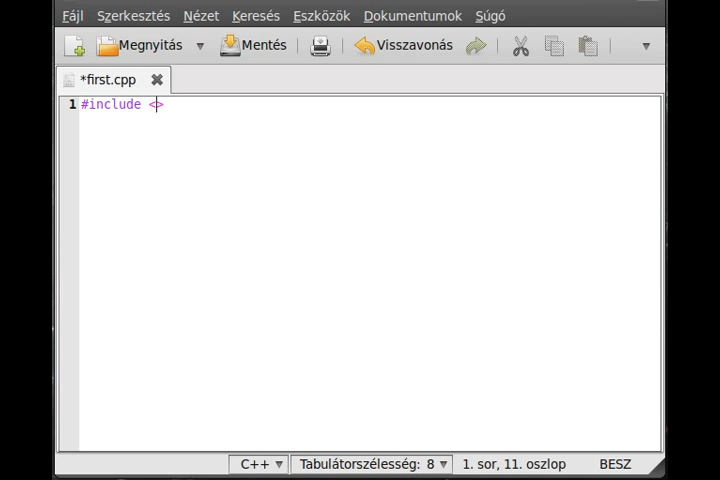 Fájl Szerkesztés Nézet Keresés Eszközök Dokumentumok Súgó
Megnyitás Mentés Visszavonás
*first.cpp
1 #include <>
C++ Tabulátorszélesség: 8 1. sor, 11. oszlop BESZ